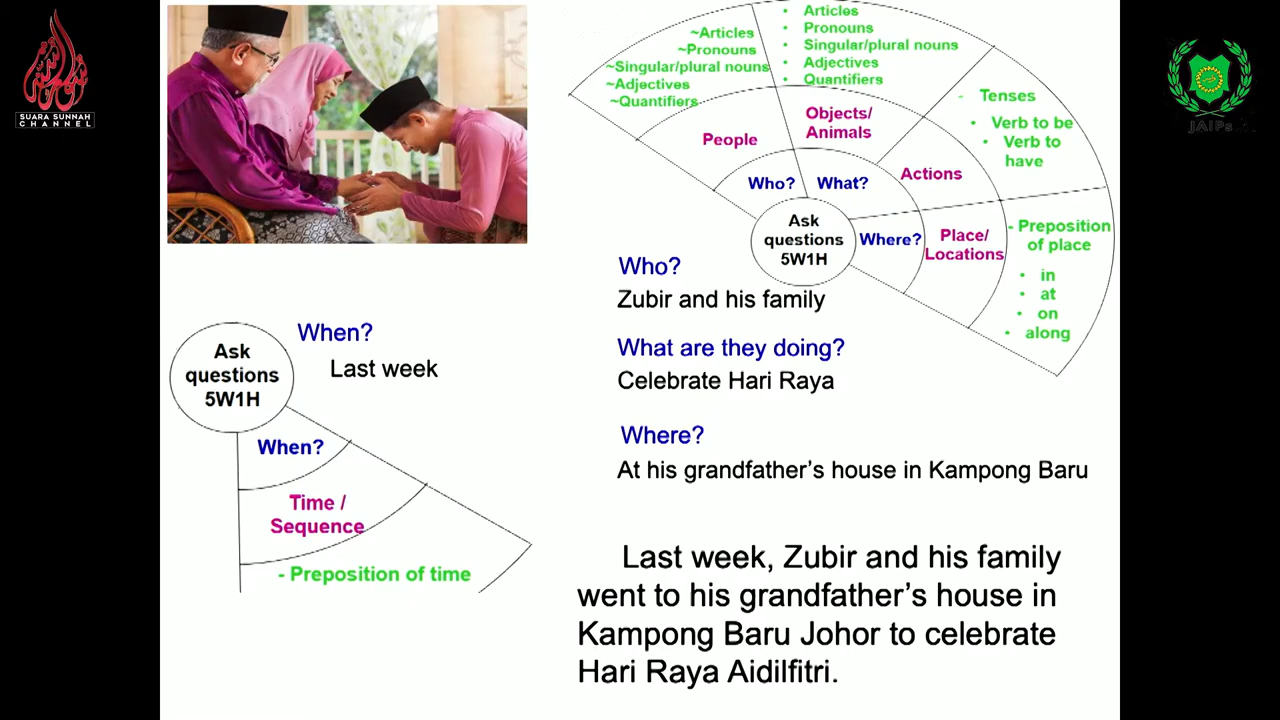 SUARA SUNNAH
CHANNEL
~Articles
~Pronouns
~Singular/plural nouns
~Adjectives
~Quantifiers
• Articles
• Pronouns
• Singular/plural nouns
• Adjectives
• Quantifiers
- Tenses
• Verb to be
• Verb to
have
People
Objects/
Animals
Actions
Who?
What?
Where?
Place/
Locations
- Preposition
of place
• in
• at
• on
• along
Ask
questions
5W1H
Who?
Zubir and his family
What are they doing?
Celebrate Hari Raya
Where?
At his grandfather's house in Kampong Baru
When?
Last week
Ask
questions
5W1H
When?
Time /
Sequence
- Preposition of time
Last week, Zubir and his family
went to his grandfather's house in
Kampong Baru Johor to celebrate
Hari Raya Aidilfitri.